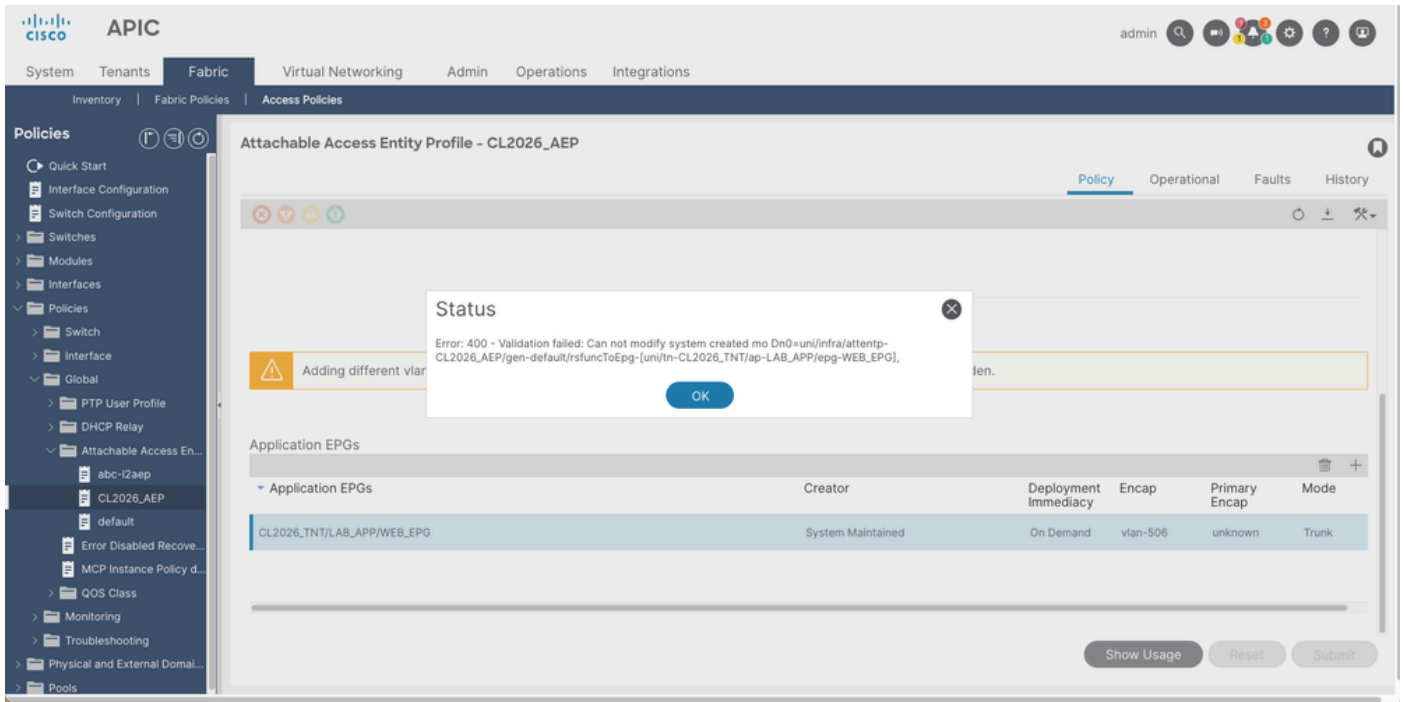 CISCO
APIC
admin
System Tenants Fabric Virtual Networking Admin Operations Integrations
Inventory | Fabric Policies | Access Policies
Policies
Quick Start
Interface Configuration
Switch Configuration
Switches
Modules
Interfaces
Policies
Switch
Interface
Global
PTP User Profile
DHCP Relay
Attachable Access En...
abc-l2aep
CL2026_AEP
default
Error Disabled Recove...
MCP Instance Policy d...
QOS Class
Monitoring
Troubleshooting
Physical and External Domai...
Pools
Attachable Access Entity Profile - CL2026_AEP
Policy Operational Faults History
Adding different vlan
den.
Status
Error: 400 - Validation failed: Can not modify system created mo Dn0=uni/infra/attentp-
CL2026_AEP/gen-default/rsfuncToEpg-[uni/tn-CL2026_TNT/ap-LAB_APP/epg-WEB_EPG],
OK
Application EPGs
Application EPGs Creator Deployment Immediacy Encap Primary Encap Mode
CL2026_TNT/LAB_APP/WEB_EPG System Maintained On Demand vlan-506 unknown Trunk
Show Usage Reset Submit